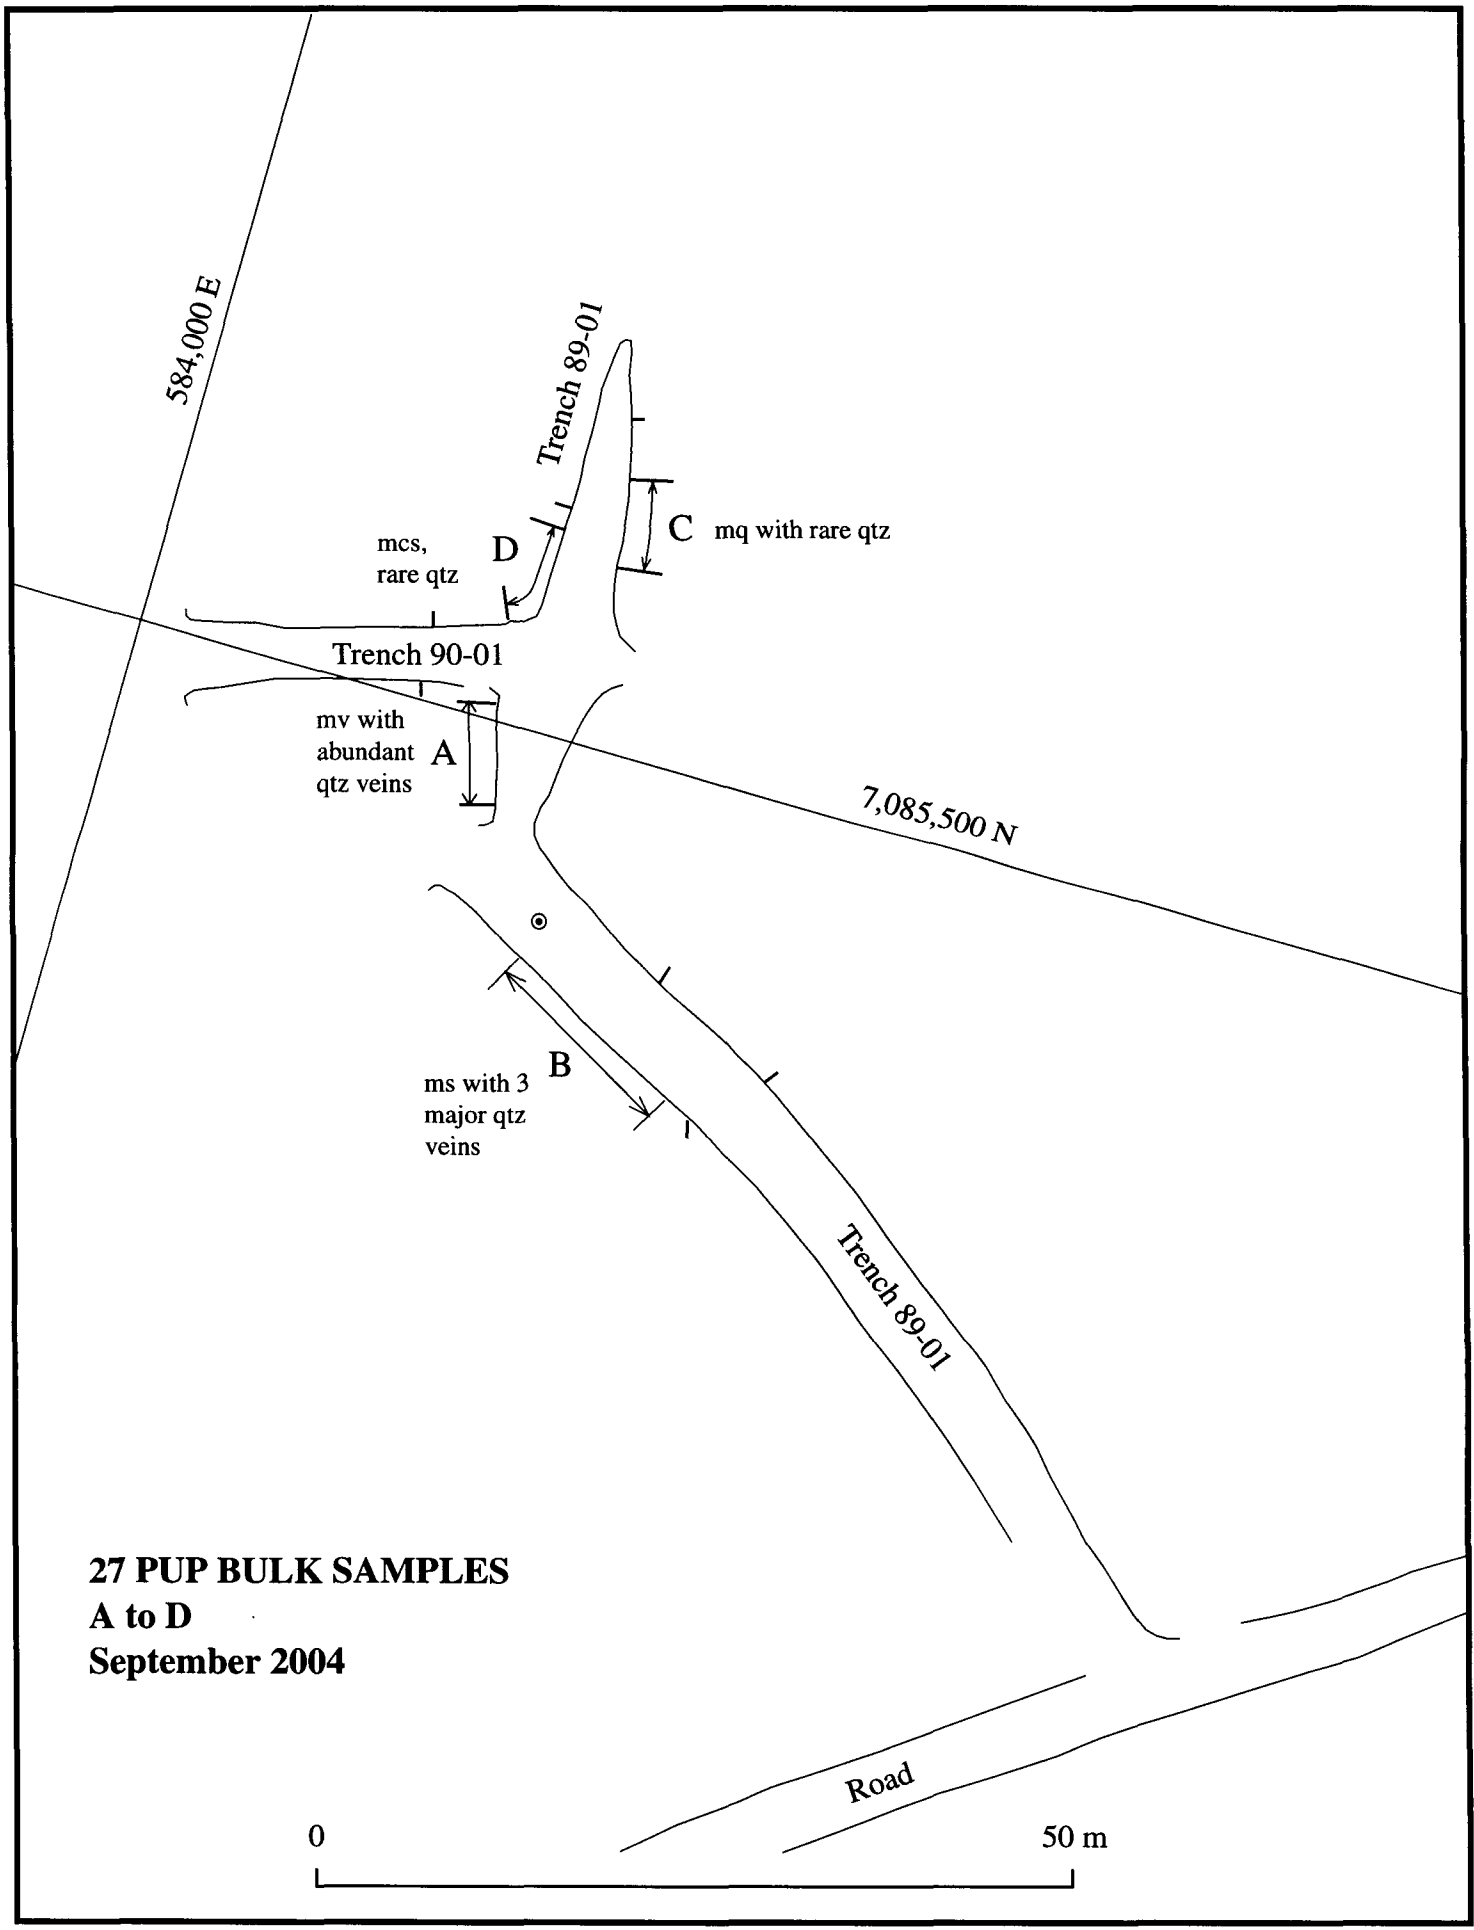 584,000 E
Trench 89-01
C mq with rare qtz
mcs,
rare qtz
D
Trench 90-01
mv with
abundant
qtz veins
A
7,085,500 N
B
ms with 3
major qtz
veins
Trench 89-01
27 PUP BULK SAMPLES
A to D
September 2004
Road
0
50 m